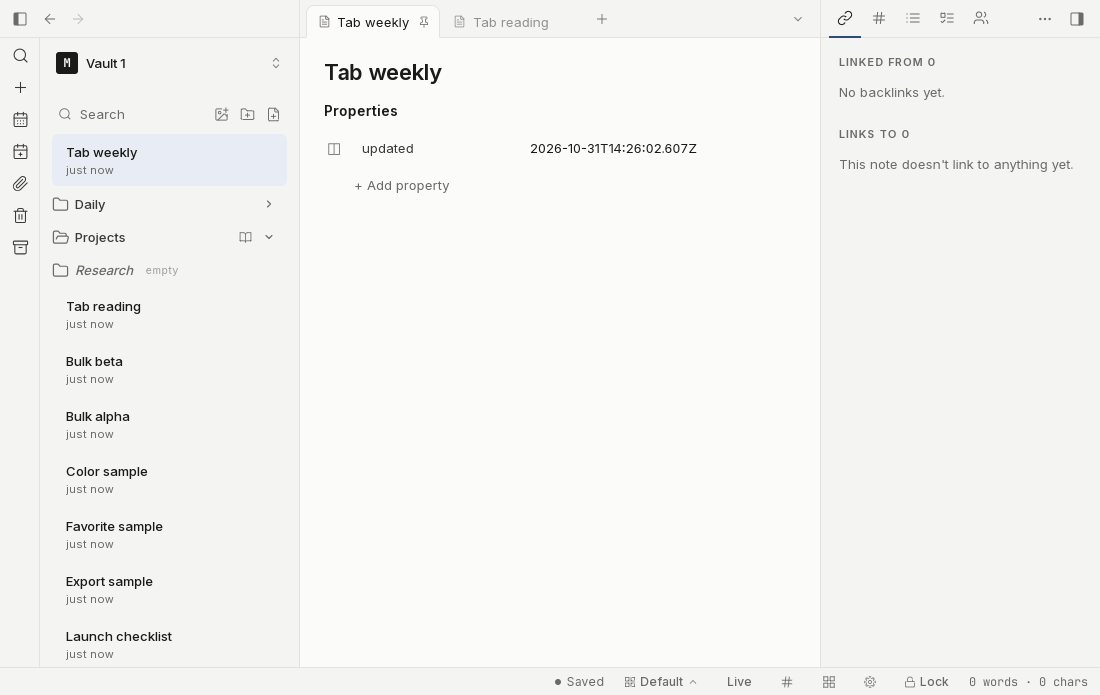 Tab weekly
Tab reading
M Vault 1
Search
Tab weekly
just now
Daily
Projects
Research empty
Tab reading
just now
Bulk beta
just now
Bulk alpha
just now
Color sample
just now
Favorite sample
just now
Export sample
just now
Launch checklist
just now
Tab weekly
Properties
updated 2026-10-31T14:26:02.607Z
+ Add property
LINKED FROM 0
No backlinks yet.
LINKS TO 0
This note doesn't link to anything yet.
Saved
Default
Live
Lock
0 words · 0 chars